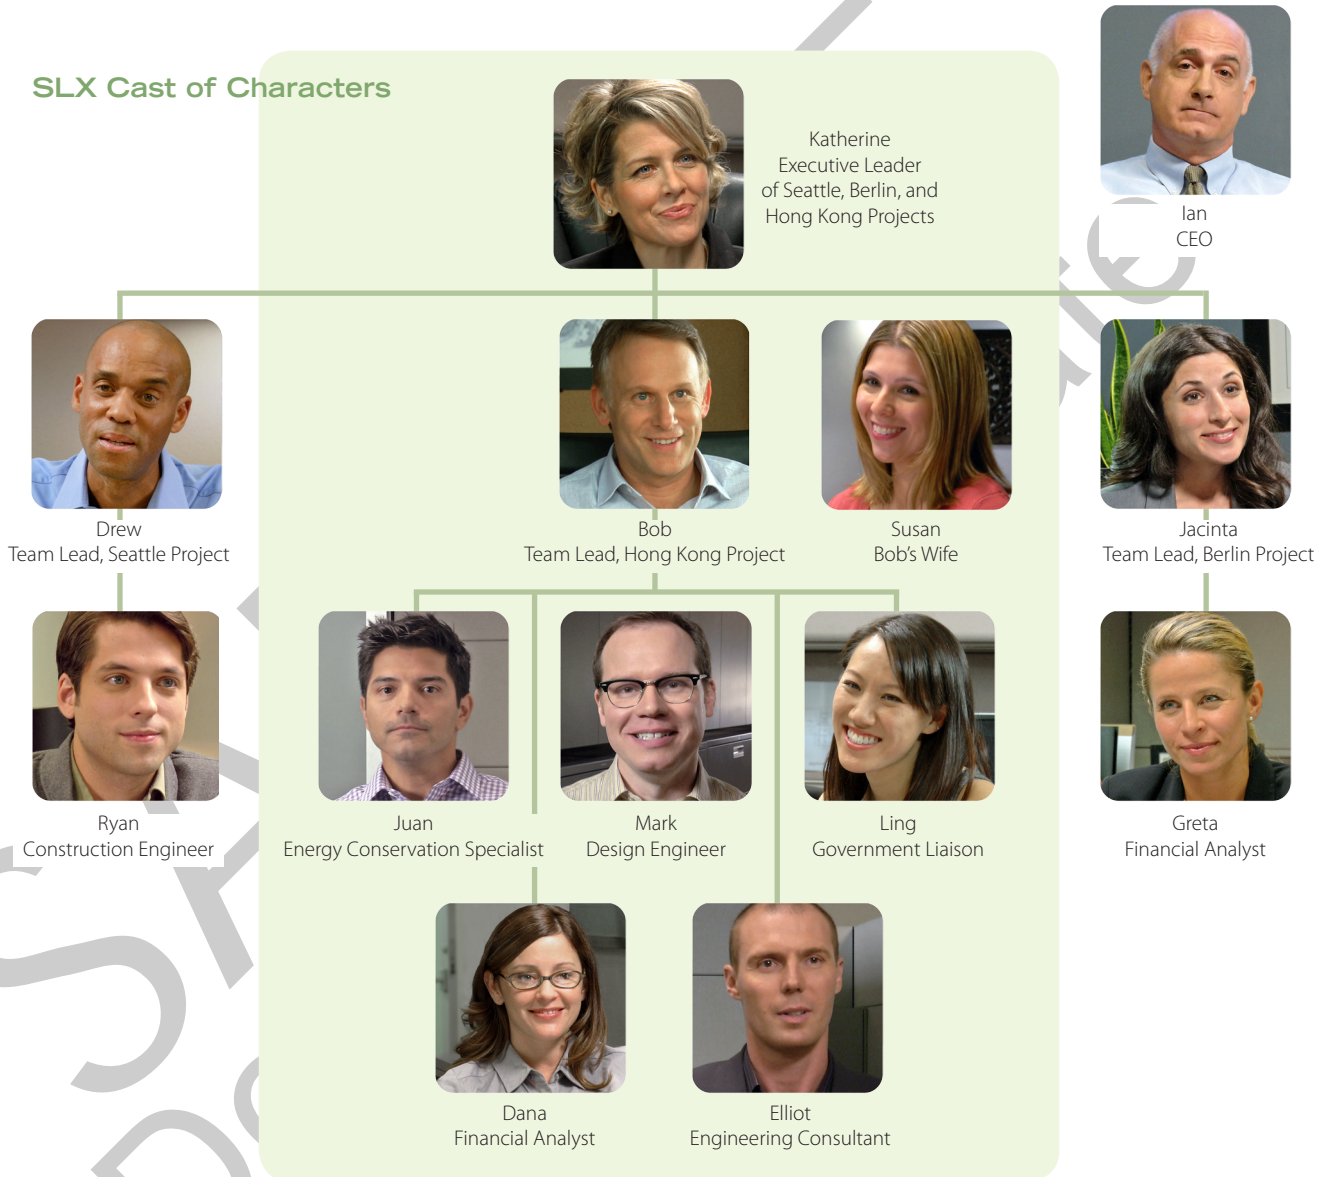 SLX Cast of Characters
Katherine
Executive Leader
of Seattle, Berlin, and
Hong Kong Projects
Ian
CEO
Drew
Team Lead, Seattle Project
Bob
Team Lead, Hong Kong Project
Susan
Bob's Wife
Jacinta
Team Lead, Berlin Project
Ryan
Construction Engineer
Juan
Energy Conservation Specialist
Mark
Design Engineer
Ling
Government Liaison
Greta
Financial Analyst
Dana
Financial Analyst
Elliot
Engineering Consultant